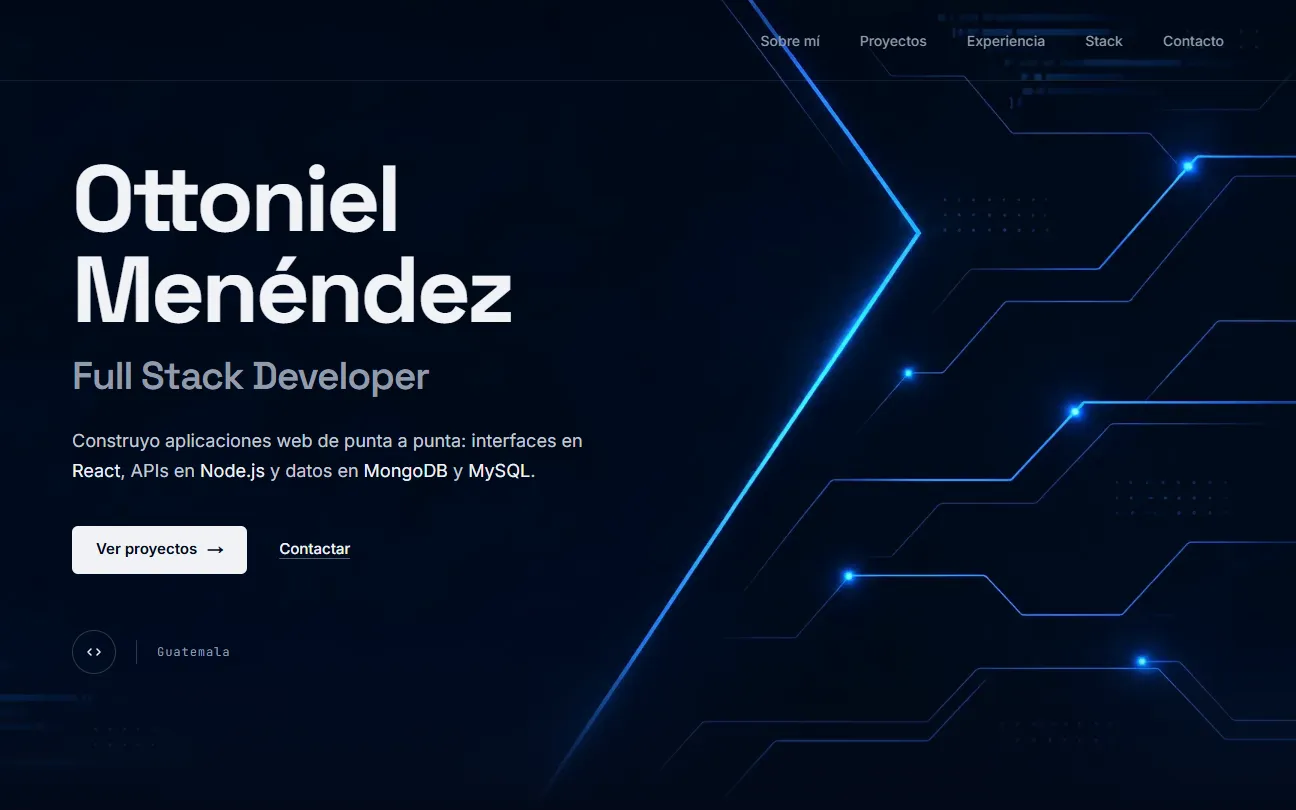 Sobre mí
Proyectos
Experiencia
Stack
Contacto
Ottoniel
Menéndez
Full Stack Developer
Construyo aplicaciones web de punta a punta: interfaces en
React, APIs en Node.js y datos en MongoDB y MySQL.
Ver proyectos →
Contactar
Guatemala